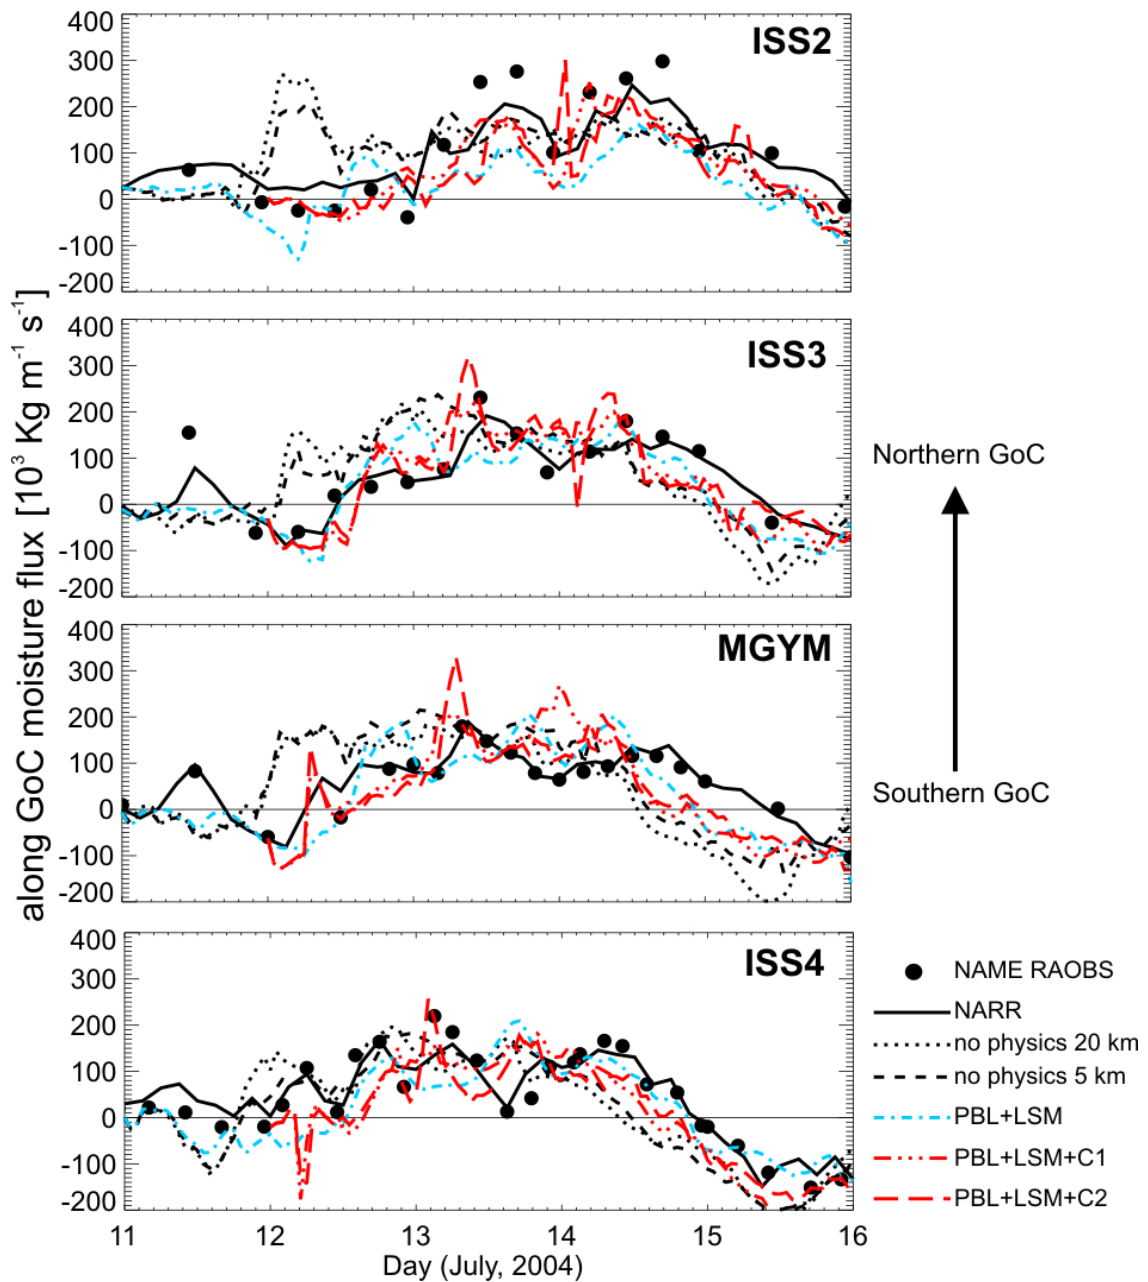 along GoC moisture flux [10³ Kg m⁻¹ s⁻¹]
400
300
200
100
0
-100
-200
ISS2
400
300
200
100
0
-100
-200
ISS3
400
300
200
100
0
-100
-200
MGYM
400
300
200
100
0
-100
-200
ISS4
11 12 13 14 15 16
Day (July, 2004)
Northern GoC
Southern GoC
NAME RAOBS
NARR
no physics 20 km
no physics 5 km
PBL+LSM
PBL+LSM+C1
PBL+LSM+C2